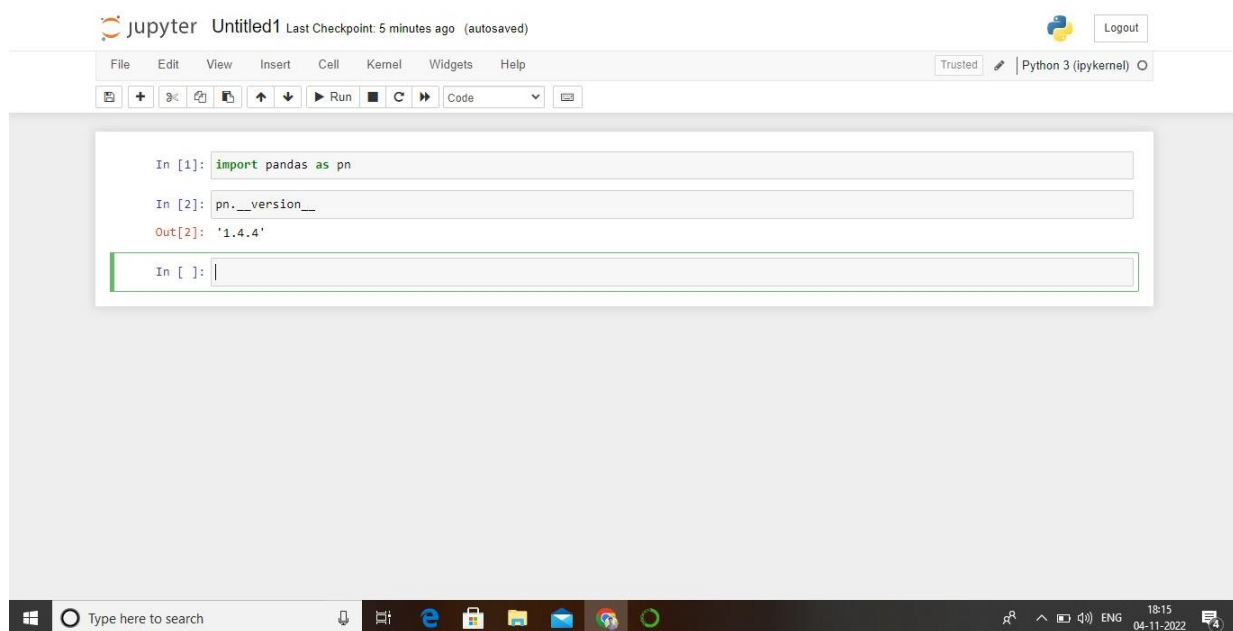 jupyter Untitled1 Last Checkpoint: 5 minutes ago (autosaved)
Logout
File Edit View Insert Cell Kernel Widgets Help
Trusted Python 3 (ipykernel)
Run Code
In [1]: import pandas as pn
In [2]: pn.__version__
Out[2]: '1.4.4'
In [ ]:
Type here to search
ENG
18:15
04-11-2022
4